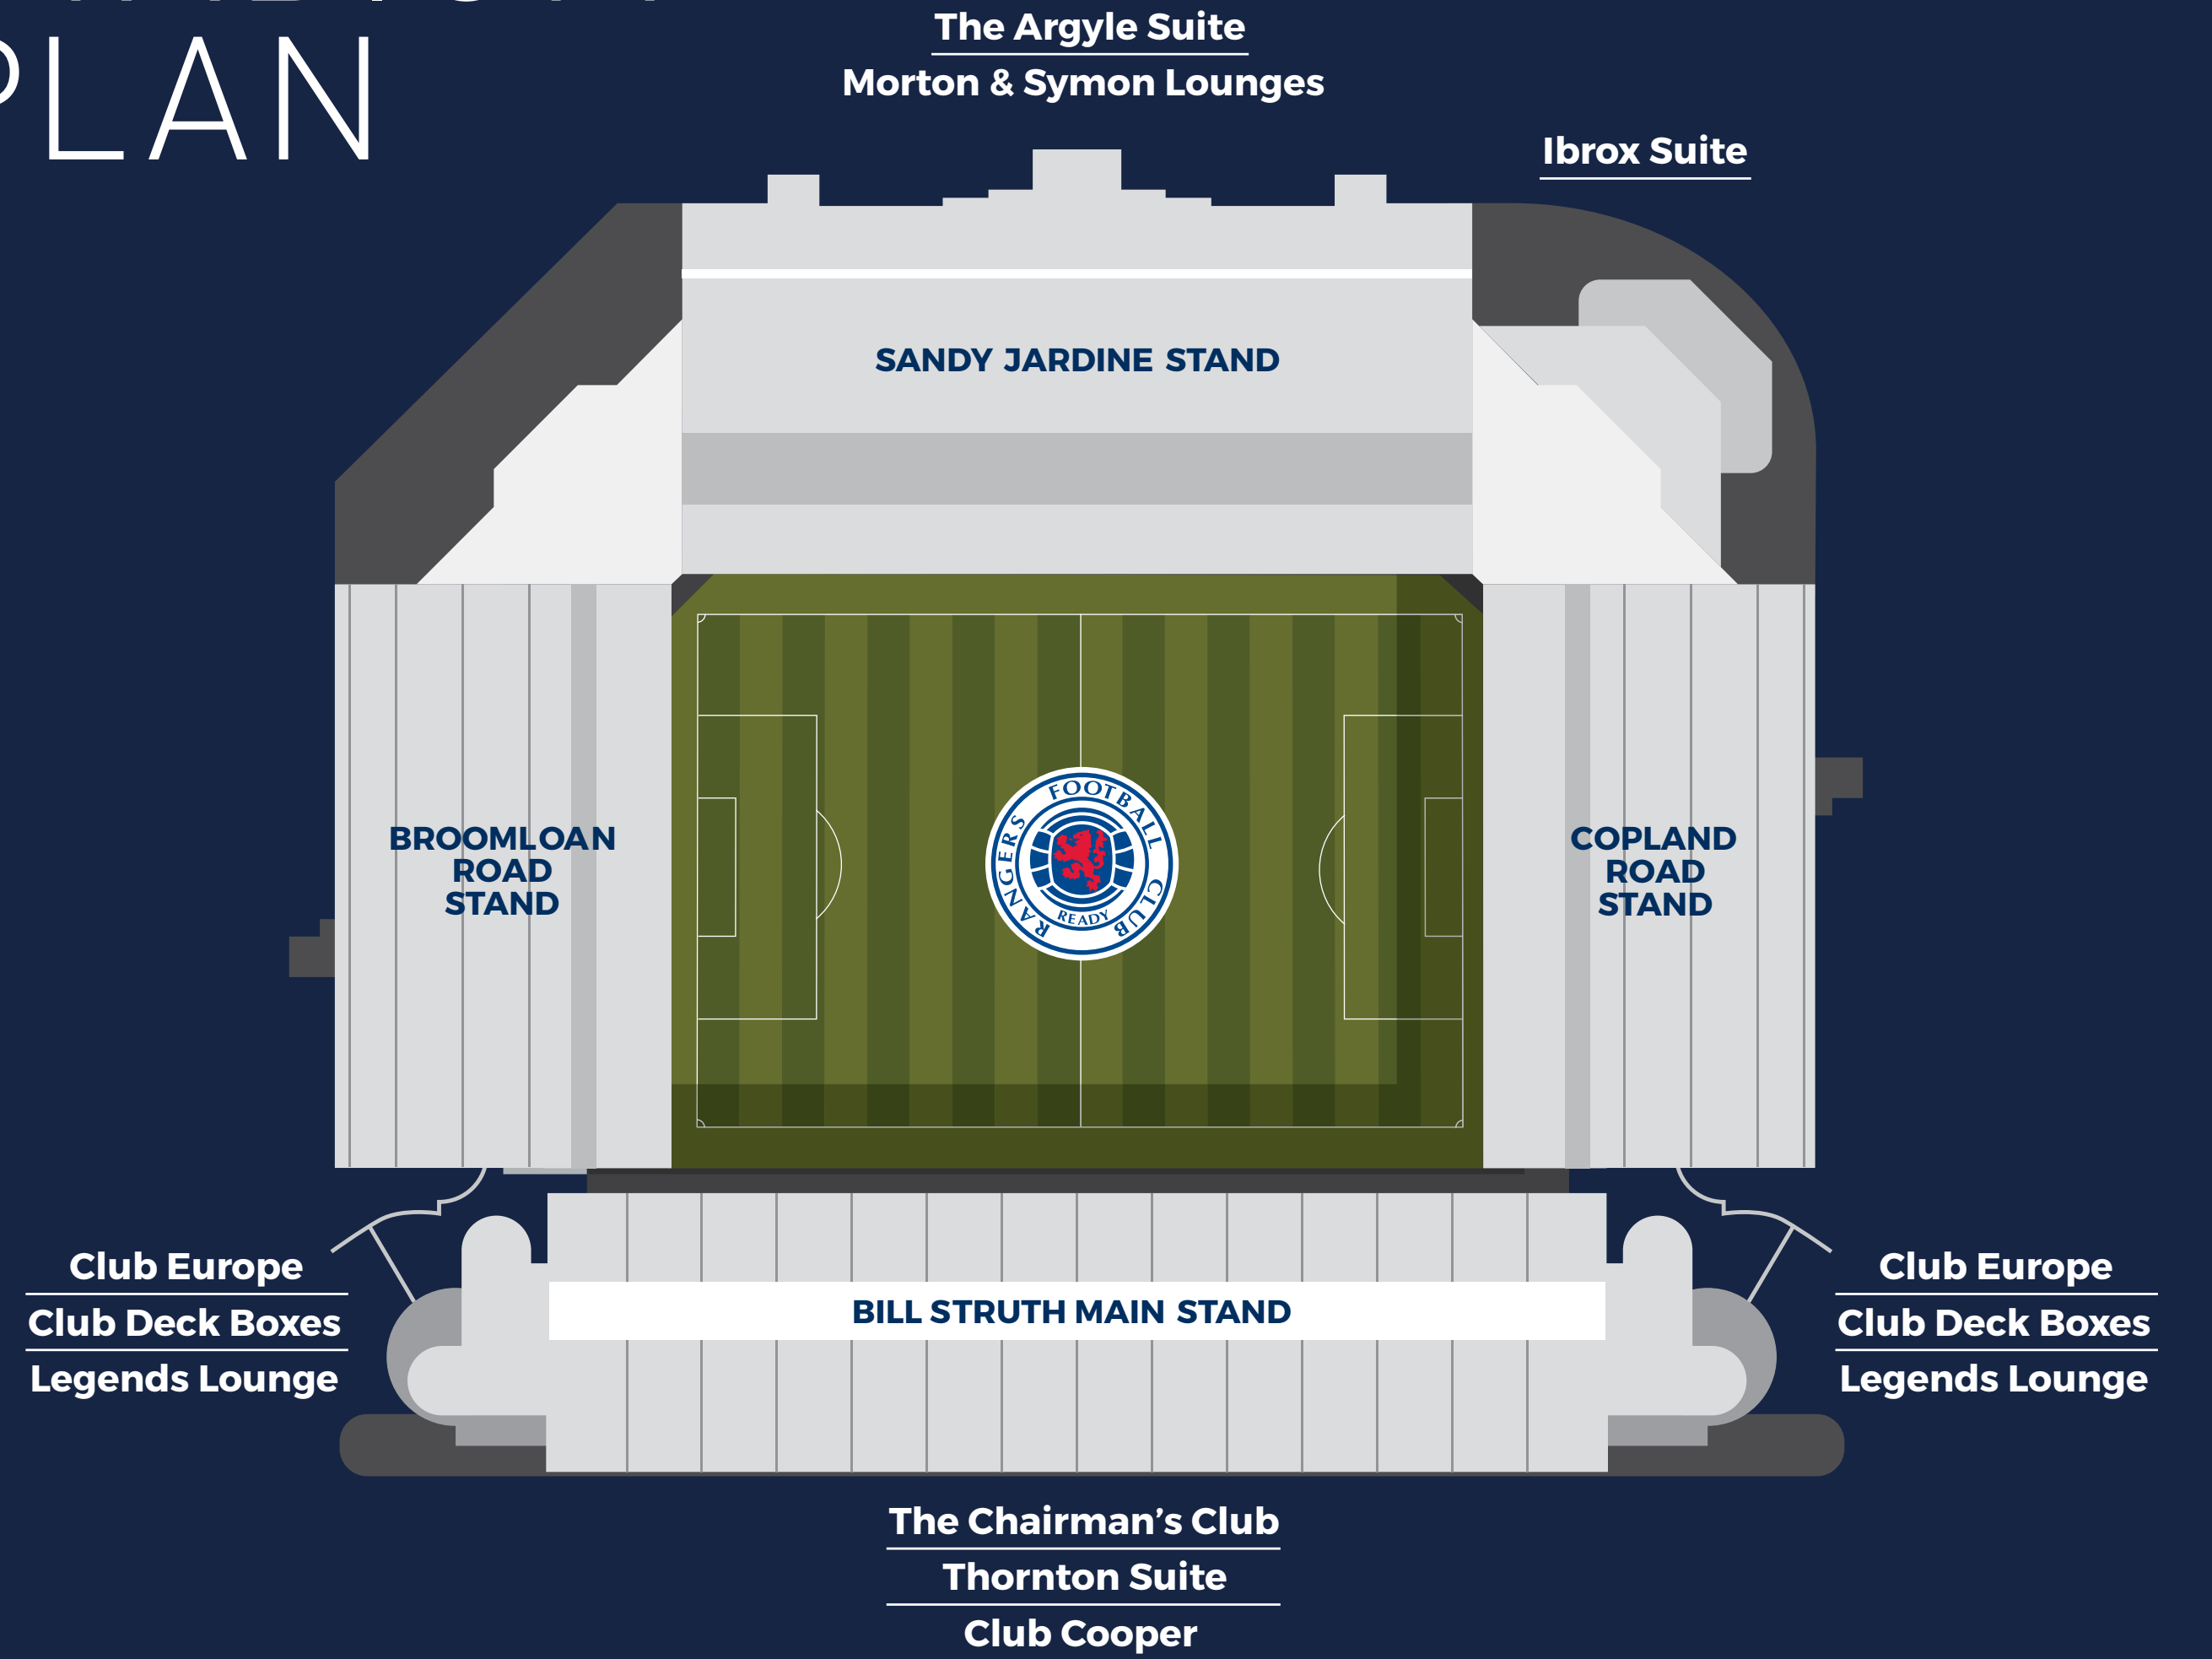 PLAN
The Argyle Suite
Morton & Symon Lounges
Ibrox Suite
SANDY JARDINE STAND
BROOMLOAN
ROAD
STAND
RANGERS FOOTBALL CLUB
READY
COPLAND
ROAD
STAND
Club Europe
Club Deck Boxes
Legends Lounge
BILL STRUTH MAIN STAND
Club Europe
Club Deck Boxes
Legends Lounge
The Chairman’s Club
Thornton Suite
Club Cooper